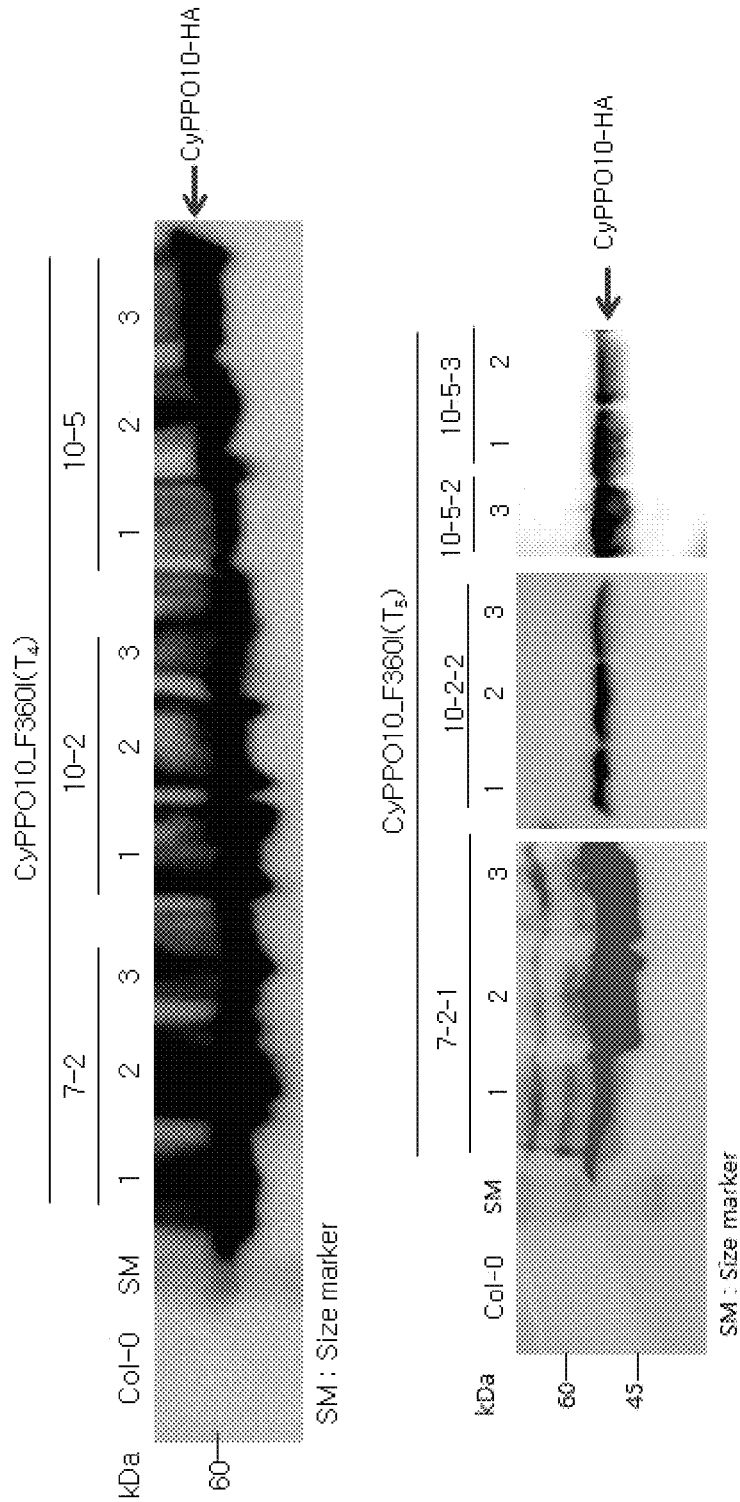 CyPPO10_F360I(T₄)
7-2 10-2 10-5
kDa Col-0 SM 1 2 3 1 2 3 1 2 3
60
CyPPO10-HA
SM : Size marker
CyPPO10_F360I(T₅)
7-2-1 10-2-2 10-5-2 10-5-3
kDa Col-0 SM 1 2 3 1 2 3 3 1 2
60
45
CyPPO10-HA
SM : Size marker